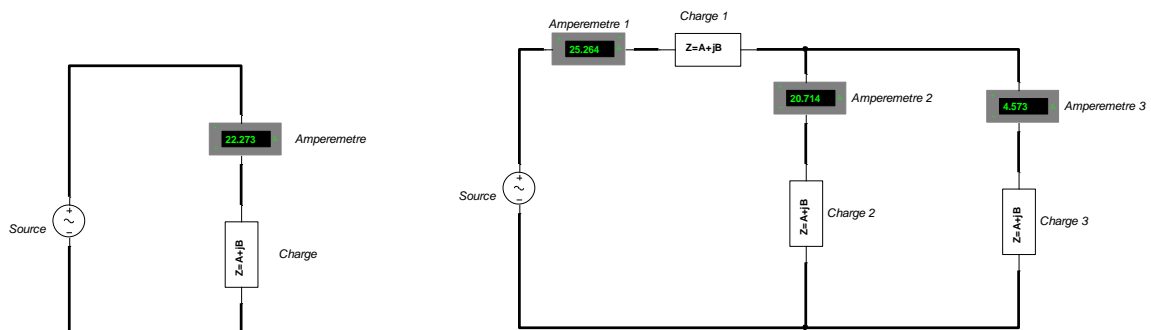 Amperemetre
22.273
Source
Z=A+jB
Charge
Amperemetre 1
25.264
Charge 1
Z=A+jB
20.714
Amperemetre 2
4.573
Amperemetre 3
Source
Z=A+jB
Charge 2
Z=A+jB
Charge 3